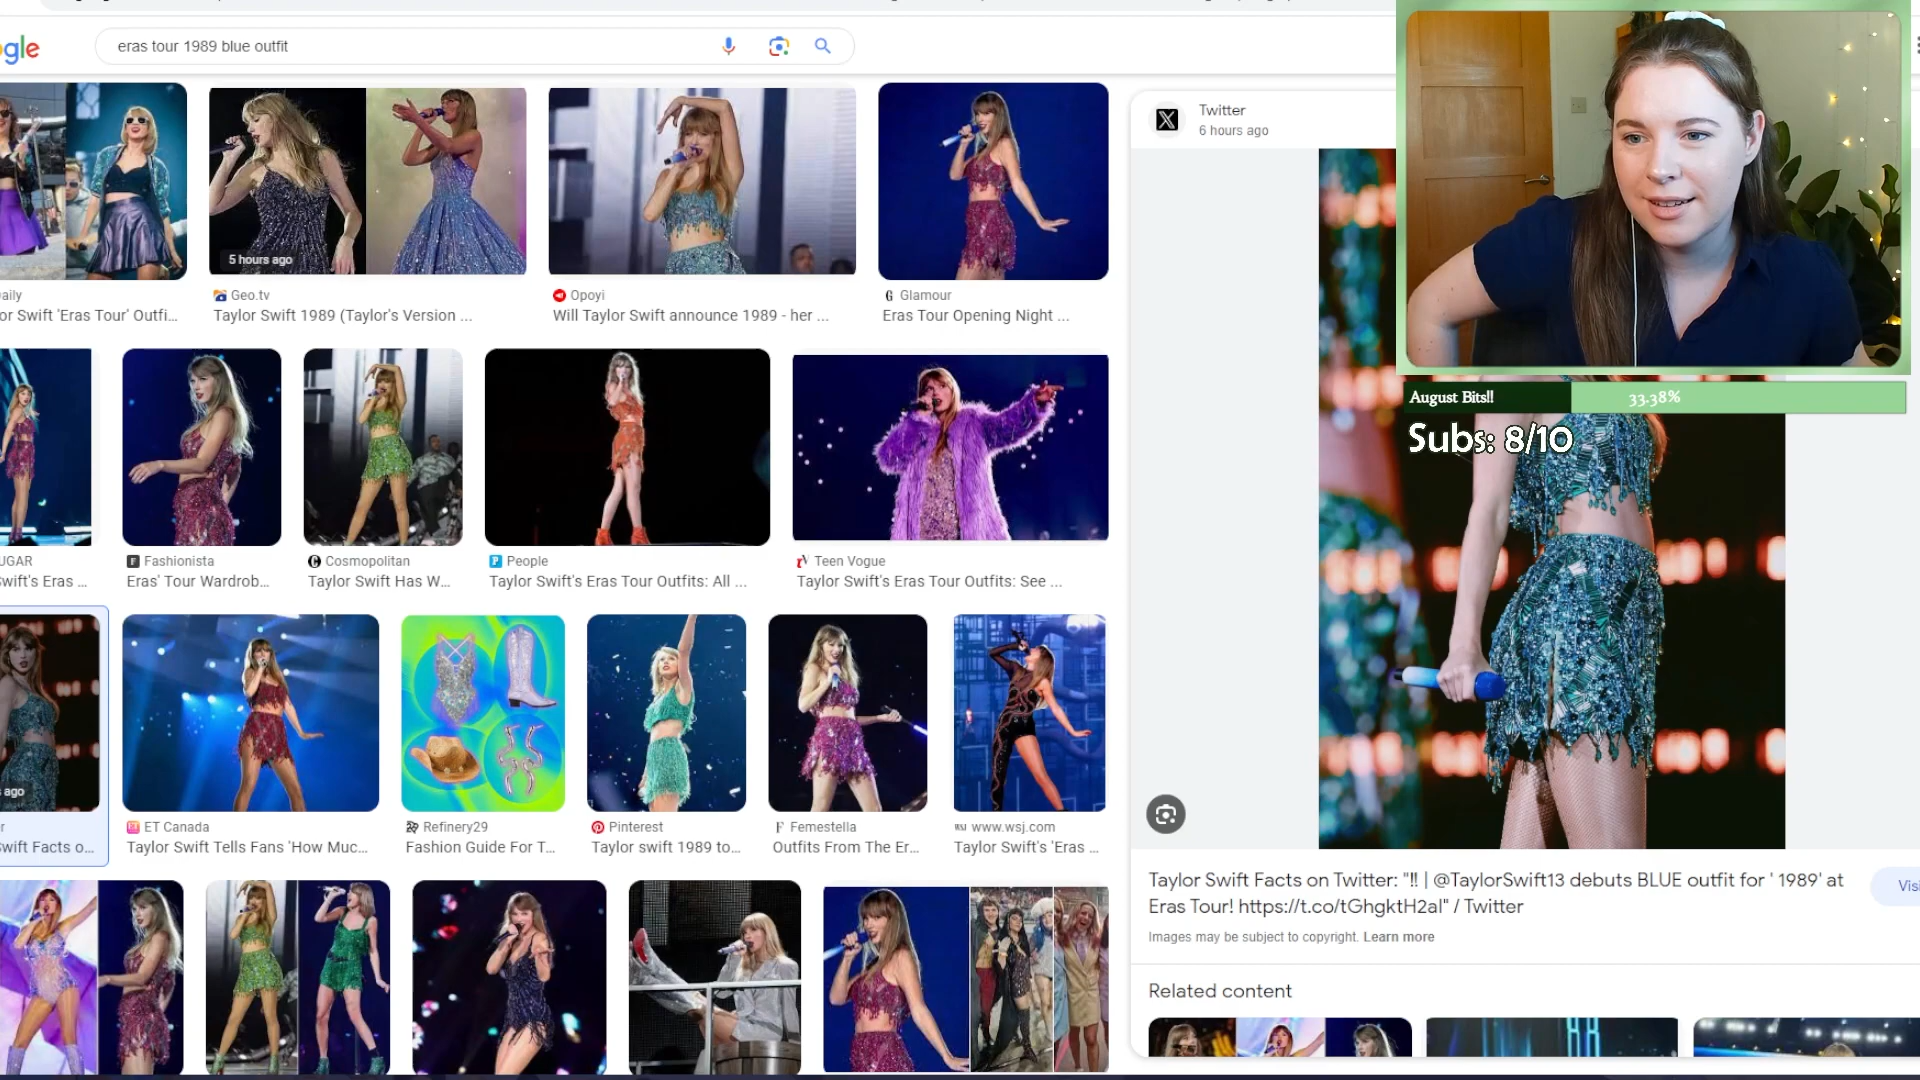 gle
eras tour 1989 blue outfit
Twitter
6 hours ago
5 hours ago
aily
Geo.tv
Opoyi
Glamour
or Swift 'Eras Tour' Outfi...
Taylor Swift 1989 (Taylor's Version ...
Will Taylor Swift announce 1989 - her ...
Eras Tour Opening Night ...
August Bits!!
33.38%
Subs: 8/10
UGAR
Fashionista
Cosmopolitan
People
Teen Vogue
wift's Eras ...
Eras' Tour Wardrob...
Taylor Swift Has W...
Taylor Swift's Eras Tour Outfits: All ...
Taylor Swift's Eras Tour Outfits: See ...
ago
r
ET Canada
Refinery29
Pinterest
Femestella
www.wsj.com
Swift Facts o...
Taylor Swift Tells Fans 'How Muc...
Fashion Guide For T...
Taylor swift 1989 to...
Outfits From The Er...
Taylor Swift's 'Eras ...
Taylor Swift Facts on Twitter: "‼ | @TaylorSwift13 debuts BLUE outfit for ' 1989' at
Eras Tour! https://t.co/tGhgktH2al" / Twitter
Visi
Images may be subject to copyright. Learn more
Related content